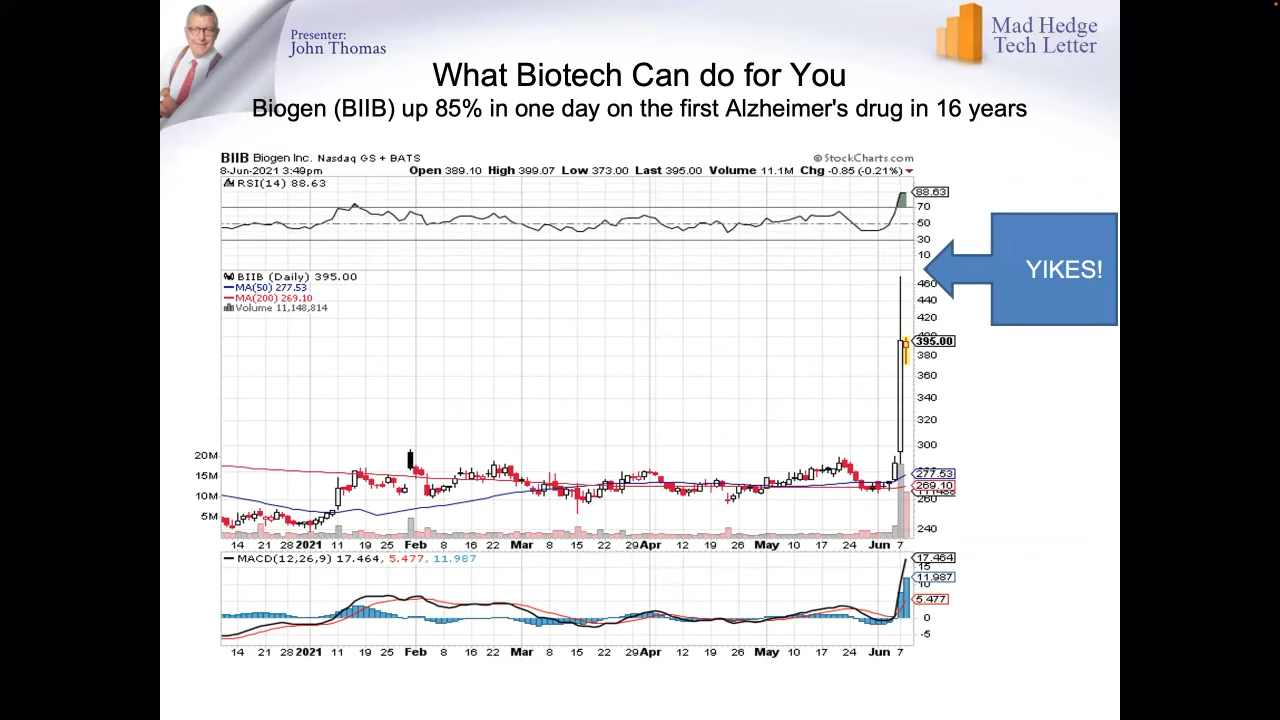 Presenter:
John Thomas
Mad Hedge
Tech Letter
What Biotech Can do for You
Biogen (BIIB) up 85% in one day on the first Alzheimer's drug in 16 years
BIIB Biogen Inc. Nasdaq GS + BATS
© StockCharts.com
8-Jun-2021 3:49pm
Open 389.10 High 399.07 Low 373.00 Last 395.00 Volume 11.1M Chg -0.85 (-0.21%)
RSI(14) 88.63
88.63
70
50
30
10
YIKES!
BIIB (Daily) 395.00
MA(50) 277.53
MA(200) 269.10
Volume 11,148,814
460
440
420
400
395.00
380
360
340
320
300
277.53
269.10
260
240
20M
15M
10M
5M
14 21 28 2021 11 19 25 Feb 8 16 22 Mar 8 15 22 29 Apr 12 19 26 May 10 17 24 Jun 7
MACD(12,26,9) 17.464, 5.477, 11.987
17.464
15
11.987
10
5.477
0
-5
14 21 28 2021 11 19 25 Feb 8 16 22 Mar 8 15 22 29 Apr 12 19 26 May 10 17 24 Jun 7